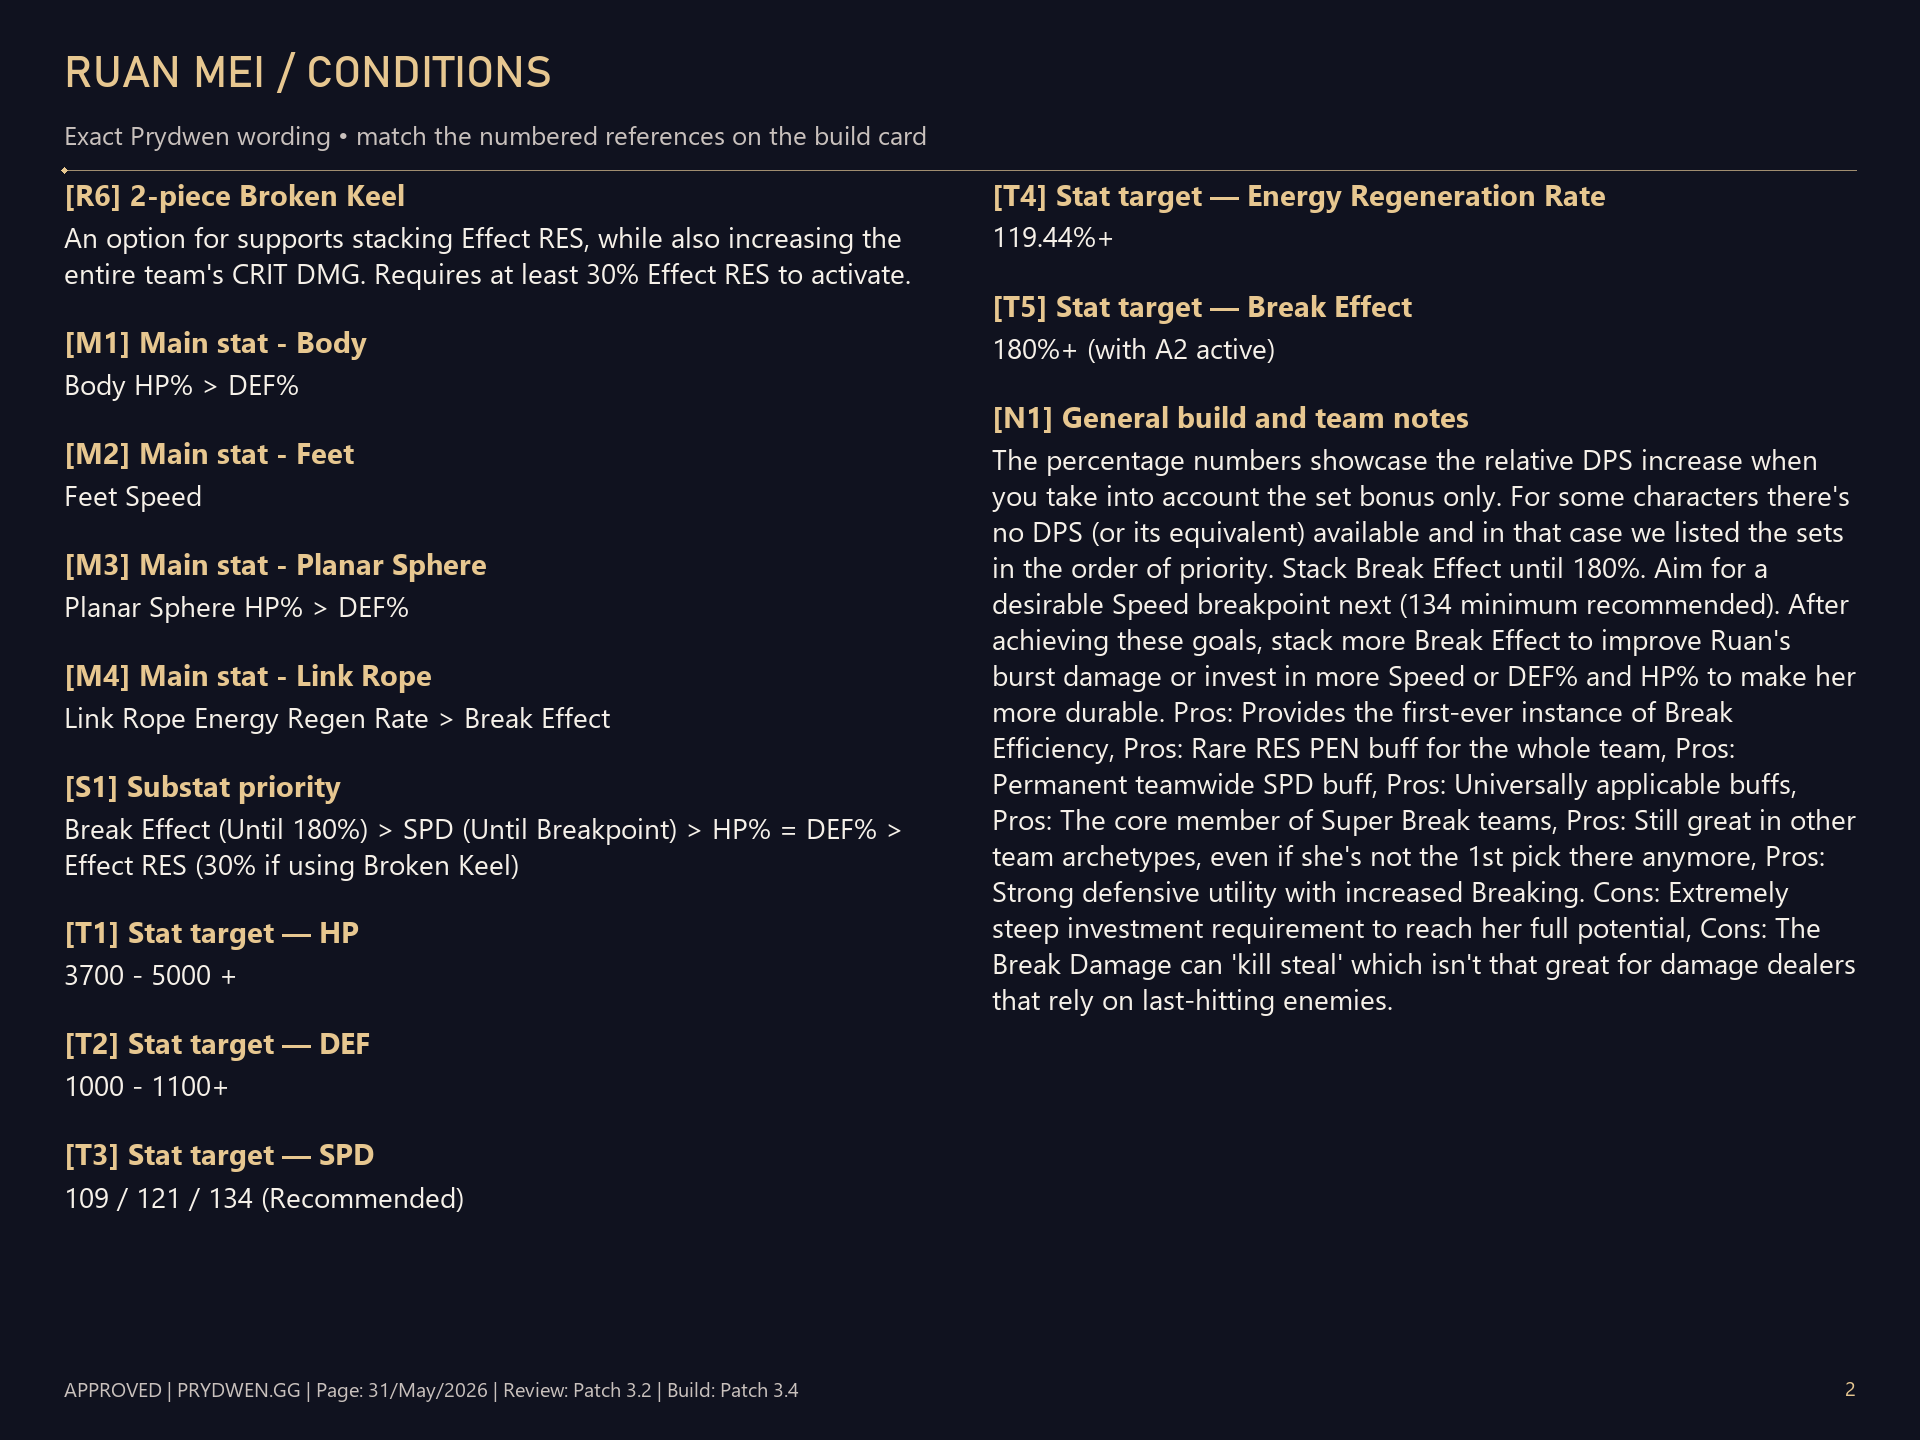 RUAN MEI / CONDITIONS
Exact Prydwen wording • match the numbered references on the build card
[R6] 2-piece Broken Keel
An option for supports stacking Effect RES, while also increasing the
entire team's CRIT DMG. Requires at least 30% Effect RES to activate.
[M1] Main stat - Body
Body HP% > DEF%
[M2] Main stat - Feet
Feet Speed
[M3] Main stat - Planar Sphere
Planar Sphere HP% > DEF%
[M4] Main stat - Link Rope
Link Rope Energy Regen Rate > Break Effect
[S1] Substat priority
Break Effect (Until 180%) > SPD (Until Breakpoint) > HP% = DEF% >
Effect RES (30% if using Broken Keel)
[T1] Stat target — HP
3700 - 5000 +
[T2] Stat target — DEF
1000 - 1100+
[T3] Stat target — SPD
109 / 121 / 134 (Recommended)
[T4] Stat target — Energy Regeneration Rate
119.44%+
[T5] Stat target — Break Effect
180%+ (with A2 active)
[N1] General build and team notes
The percentage numbers showcase the relative DPS increase when
you take into account the set bonus only. For some characters there's
no DPS (or its equivalent) available and in that case we listed the sets
in the order of priority. Stack Break Effect until 180%. Aim for a
desirable Speed breakpoint next (134 minimum recommended). After
achieving these goals, stack more Break Effect to improve Ruan's
burst damage or invest in more Speed or DEF% and HP% to make her
more durable. Pros: Provides the first-ever instance of Break
Efficiency, Pros: Rare RES PEN buff for the whole team, Pros:
Permanent teamwide SPD buff, Pros: Universally applicable buffs,
Pros: The core member of Super Break teams, Pros: Still great in other
team archetypes, even if she's not the 1st pick there anymore, Pros:
Strong defensive utility with increased Breaking. Cons: Extremely
steep investment requirement to reach her full potential, Cons: The
Break Damage can 'kill steal' which isn't that great for damage dealers
that rely on last-hitting enemies.
APPROVED | PRYDWEN.GG | Page: 31/May/2026 | Review: Patch 3.2 | Build: Patch 3.4
2